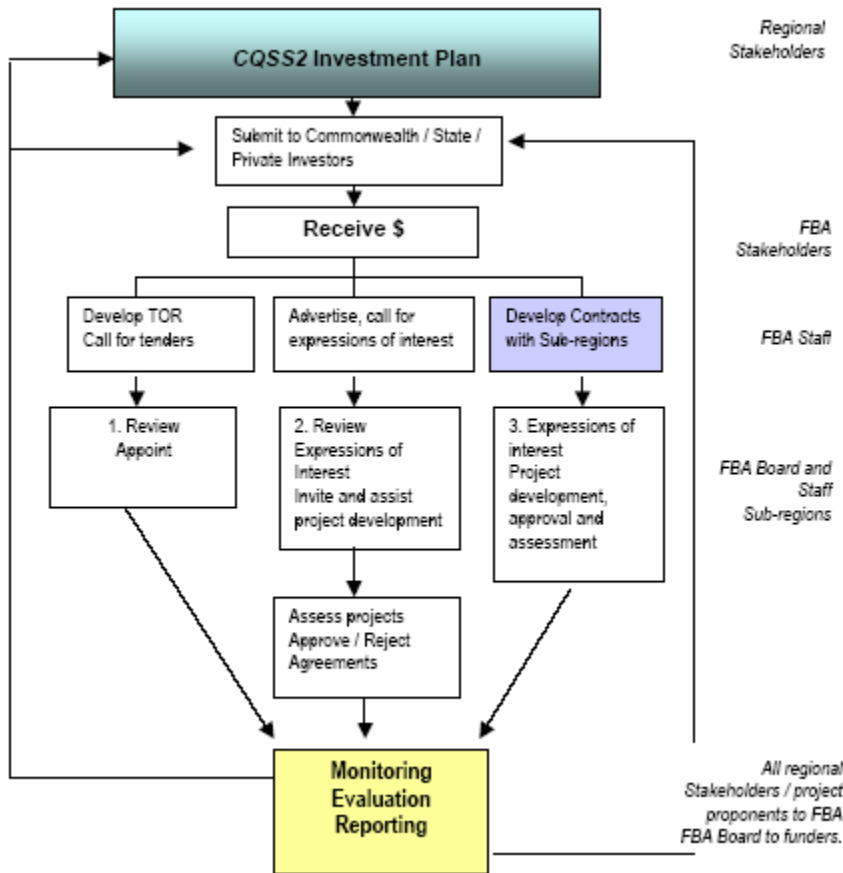 Regional
Stakeholders
CQSS2 Investment Plan
Submit to Commonwealth / State /
Private Investors
Receive $
FBA
Stakeholders
Develop TOR
Call for tenders
Advertise, call for
expressions of interest
Develop Contracts
with Sub-regions
FBA Staff
1. Review
Appoint
2. Review
Expressions of
Interest
Invite and assist
project development
3. Expressions of
interest
Project
development,
approval and
assessment
FBA Board and
Staff
Sub-regions
Assess projects
Approve / Reject
Agreements
Monitoring
Evaluation
Reporting
All regional
Stakeholders / project
proponents to FBA
FBA Board to funders.